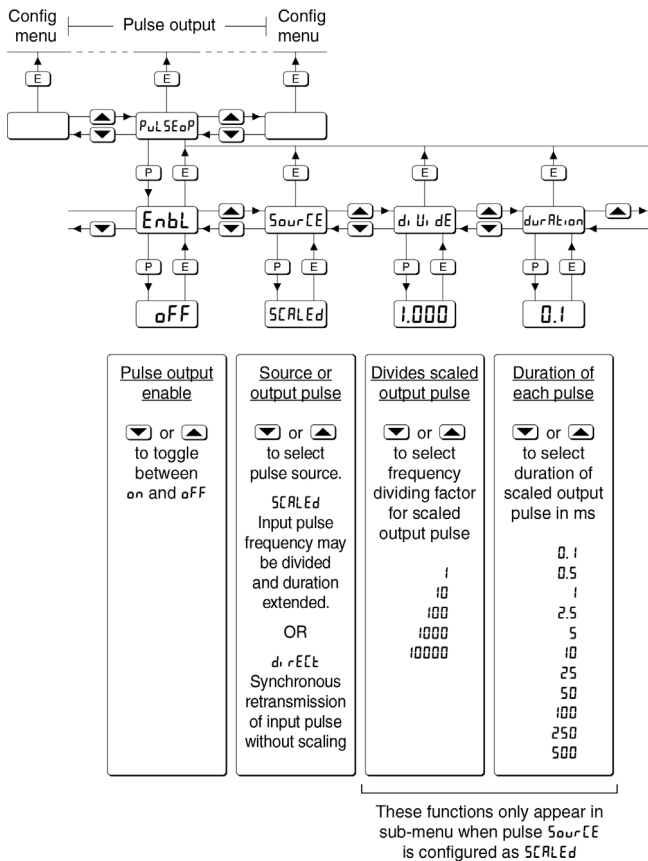 Config menu
Pulse output
Config menu
E
E
E
PuLSEoP
P
E
E
E
E
EnbL
SourCE
diUidE
durAtion
P
E
P
E
P
E
P
E
oFF
SCALEd
1.000
0.1
Pulse output
enable
or
to toggle
between
on and oFF
Source or
output pulse
or
to select
pulse source.
SCALEd
Input pulse
frequency may
be divided
and duration
extended.
OR
dirECt
Synchronous
retransmission
of input pulse
without scaling
Divides scaled
output pulse
or
to select
frequency
dividing factor
for scaled
output pulse
1
10
100
1000
10000
Duration of
each pulse
or
to select
duration of
scaled output
pulse in ms
0.1
0.5
1
2.5
5
10
25
50
100
250
500
These functions only appear in
sub-menu when pulse SourCE
is configured as SCALEd